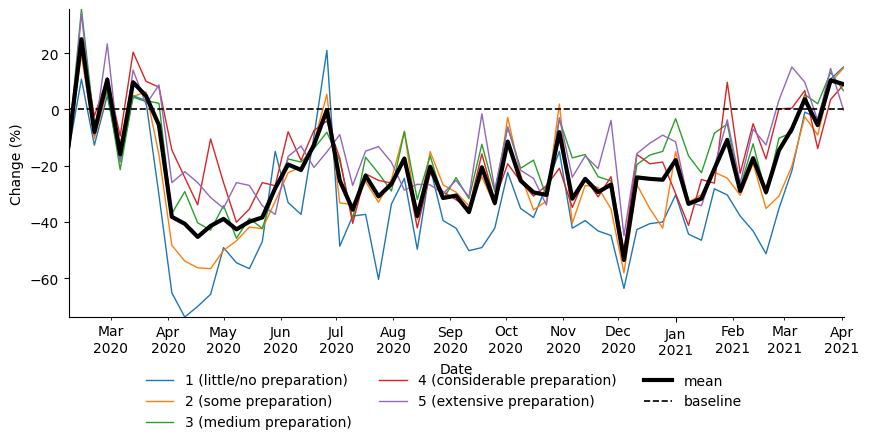 Change (%)
20
0
−20
−40
−60
Mar Apr May Jun Jul Aug Sep Oct Nov Dec Jan Feb Mar Apr
2020 2020 2020 2020 2020 2020 2020 2020 2020 2020 2021 2021 2021 2021
Date
1 (little/no preparation) 4 (considerable preparation) mean
2 (some preparation) 5 (extensive preparation) baseline
3 (medium preparation)